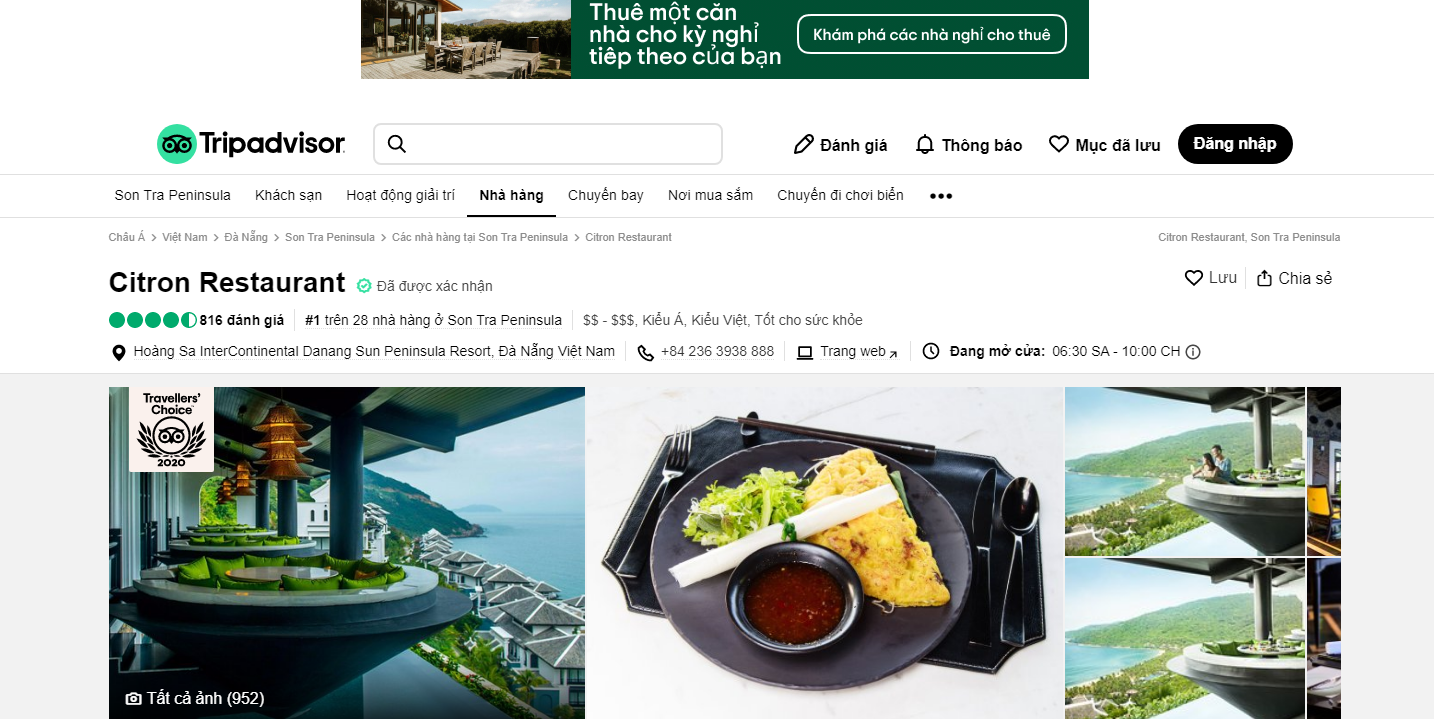 Thuê một căn
nhà cho kỳ nghỉ
tiếp theo của bạn
Khám phá các nhà nghỉ cho thuê
Tripadvisor
Đánh giá
Thông báo
Mục đã lưu
Đăng nhập
Son Tra Peninsula
Khách sạn
Hoạt động giải trí
Nhà hàng
Chuyến bay
Nơi mua sắm
Chuyến đi chơi biển
Châu Á > Việt Nam > Đà Nẵng > Son Tra Peninsula > Các nhà hàng tại Son Tra Peninsula > Citron Restaurant
Citron Restaurant, Son Tra Peninsula
Citron Restaurant
Đã được xác nhận
Lưu
Chia sẻ
816 đánh giá
#1 trên 28 nhà hàng ở Son Tra Peninsula
$$ - $$$, Kiểu Á, Kiểu Việt, Tốt cho sức khỏe
Hoàng Sa InterContinental Danang Sun Peninsula Resort, Đà Nẵng Việt Nam
+84 236 3938 888
Trang web
Đang mở cửa: 06:30 SA - 10:00 CH
Travellers'
Choice
2020
Tất cả ảnh (952)